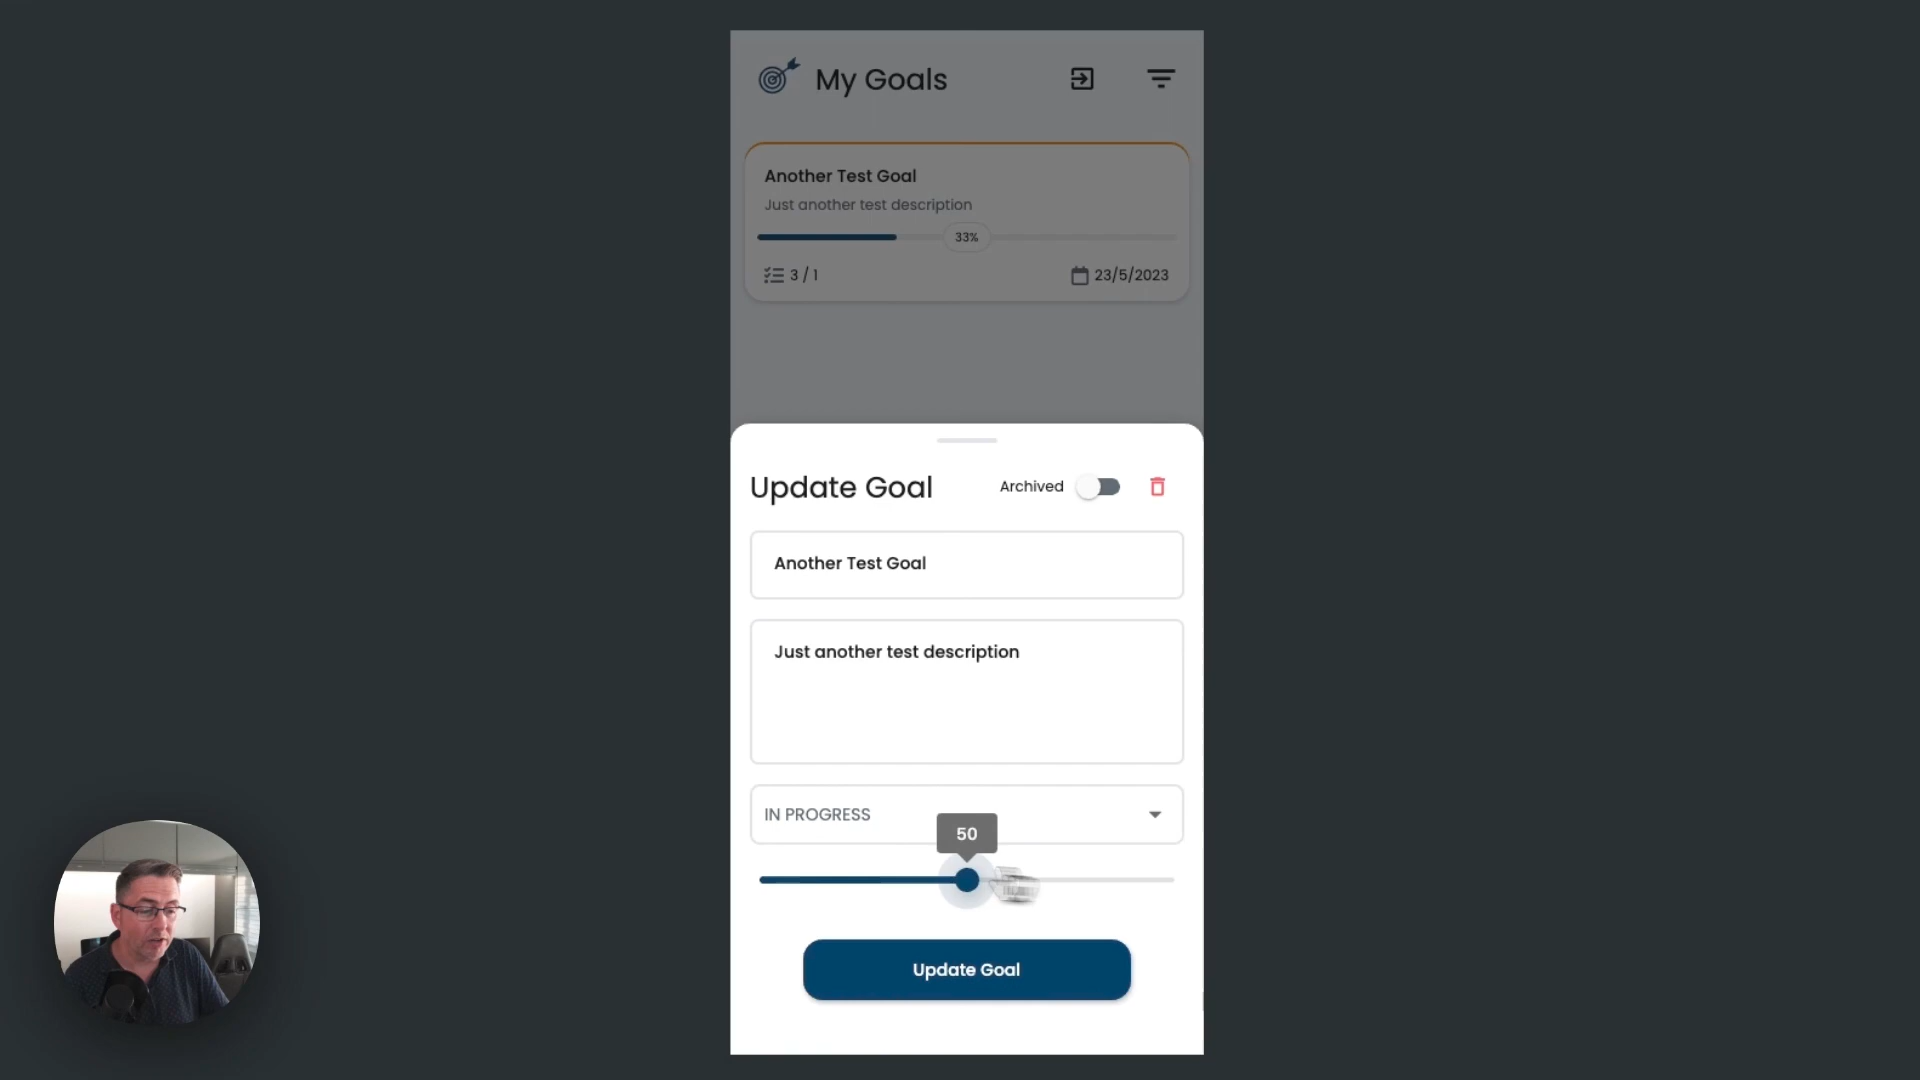 My Goals
Another Test Goal
Just another test description
33%
3 / 1
23/5/2023
Update Goal
Archived
Another Test Goal
Just another test description
IN PROGRESS
50
Update Goal